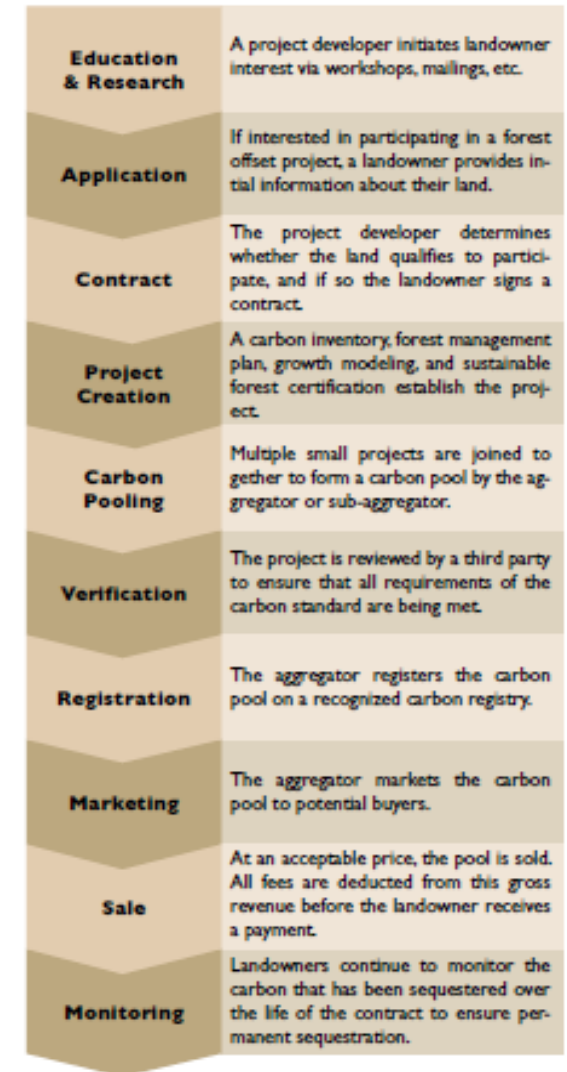 Education
& Research
A project developer initiates landowner
interest via workshops, mailings, etc.
Application
If interested in participating in a forest
offset project, a landowner provides in-
tial information about their land.
Contract
The project developer determines
whether the land qualifies to partici-
pate, and if so the landowner signs a
contract.
Project
Creation
A carbon inventory, forest management
plan, growth modeling, and sustainable
forest certification establish the proj-
ect.
Carbon
Pooling
Multiple small projects are joined to
gether to form a carbon pool by the ag-
gregator or sub-aggregator.
Verification
The project is reviewed by a third party
to ensure that all requirements of the
carbon standard are being met.
Registration
The aggregator registers the carbon
pool on a recognized carbon registry.
Marketing
The aggregator markets the carbon
pool to potential buyers.
Sale
At an acceptable price, the pool is sold.
All fees are deducted from this gross
revenue before the landowner receives
a payment.
Monitoring
Landowners continue to monitor the
carbon that has been sequestered over
the life of the contract to ensure per-
manent sequestration.